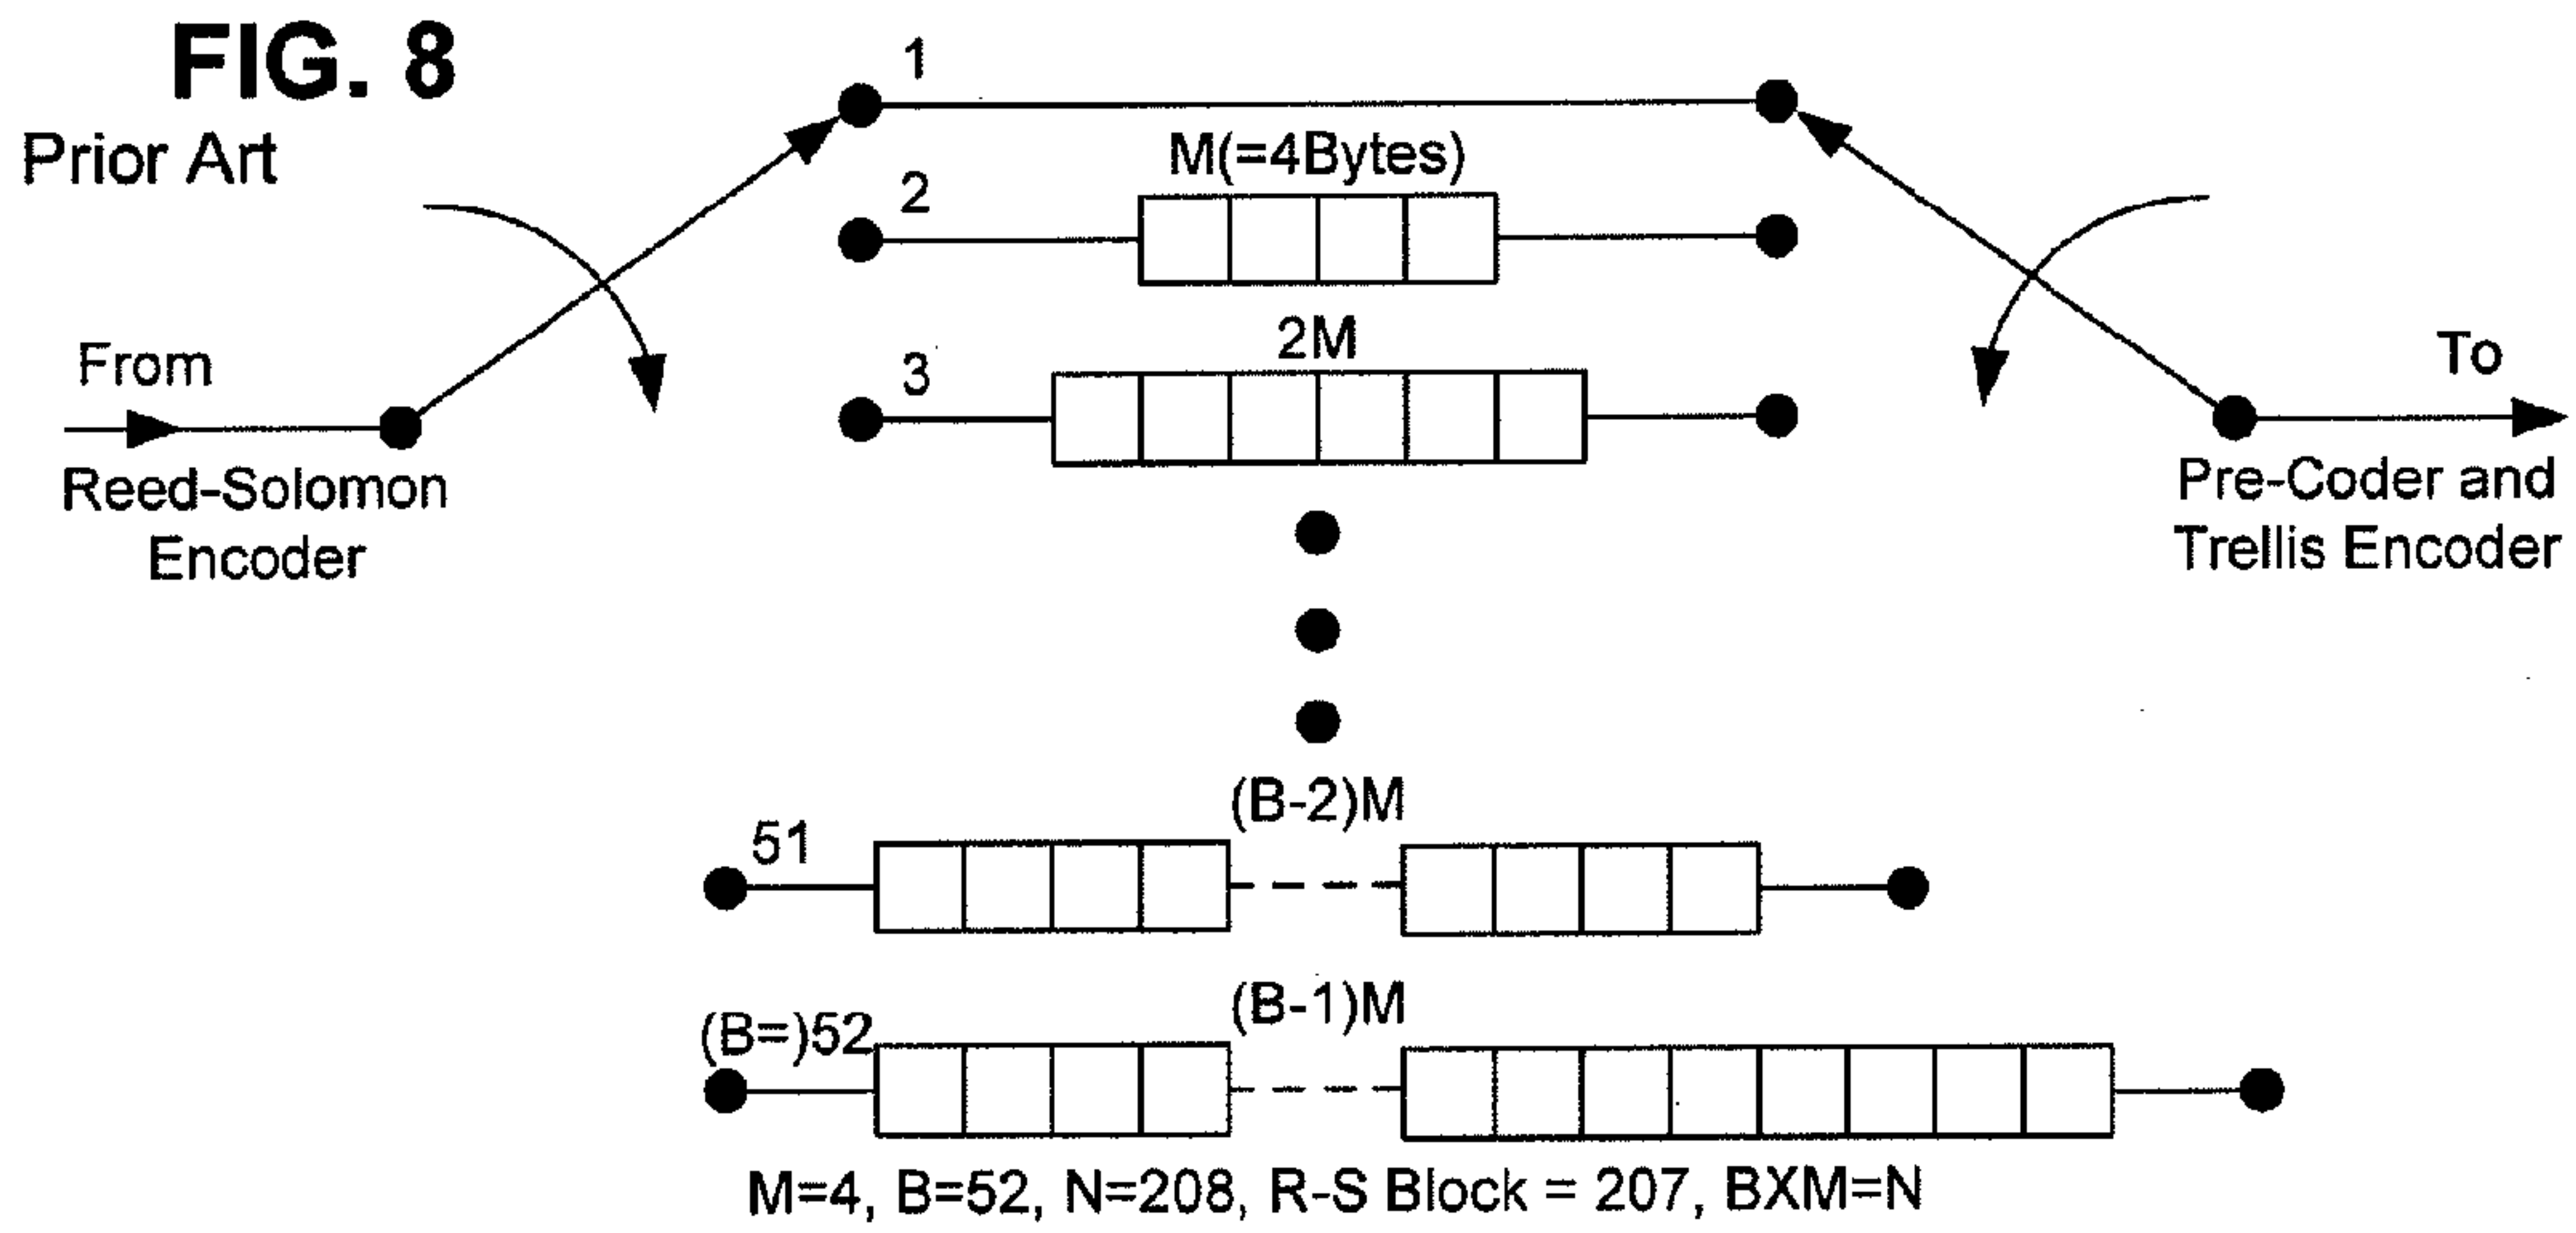 FIG. 8
Prior Art
1
M(=4Bytes)
2
2M
3
From
Reed-Solomon
Encoder
To
Pre-Coder and
Trellis Encoder
(B-2)M
51
(B-1)M
(B=)52
M=4, B=52, N=208, R-S Block = 207, BXM=N